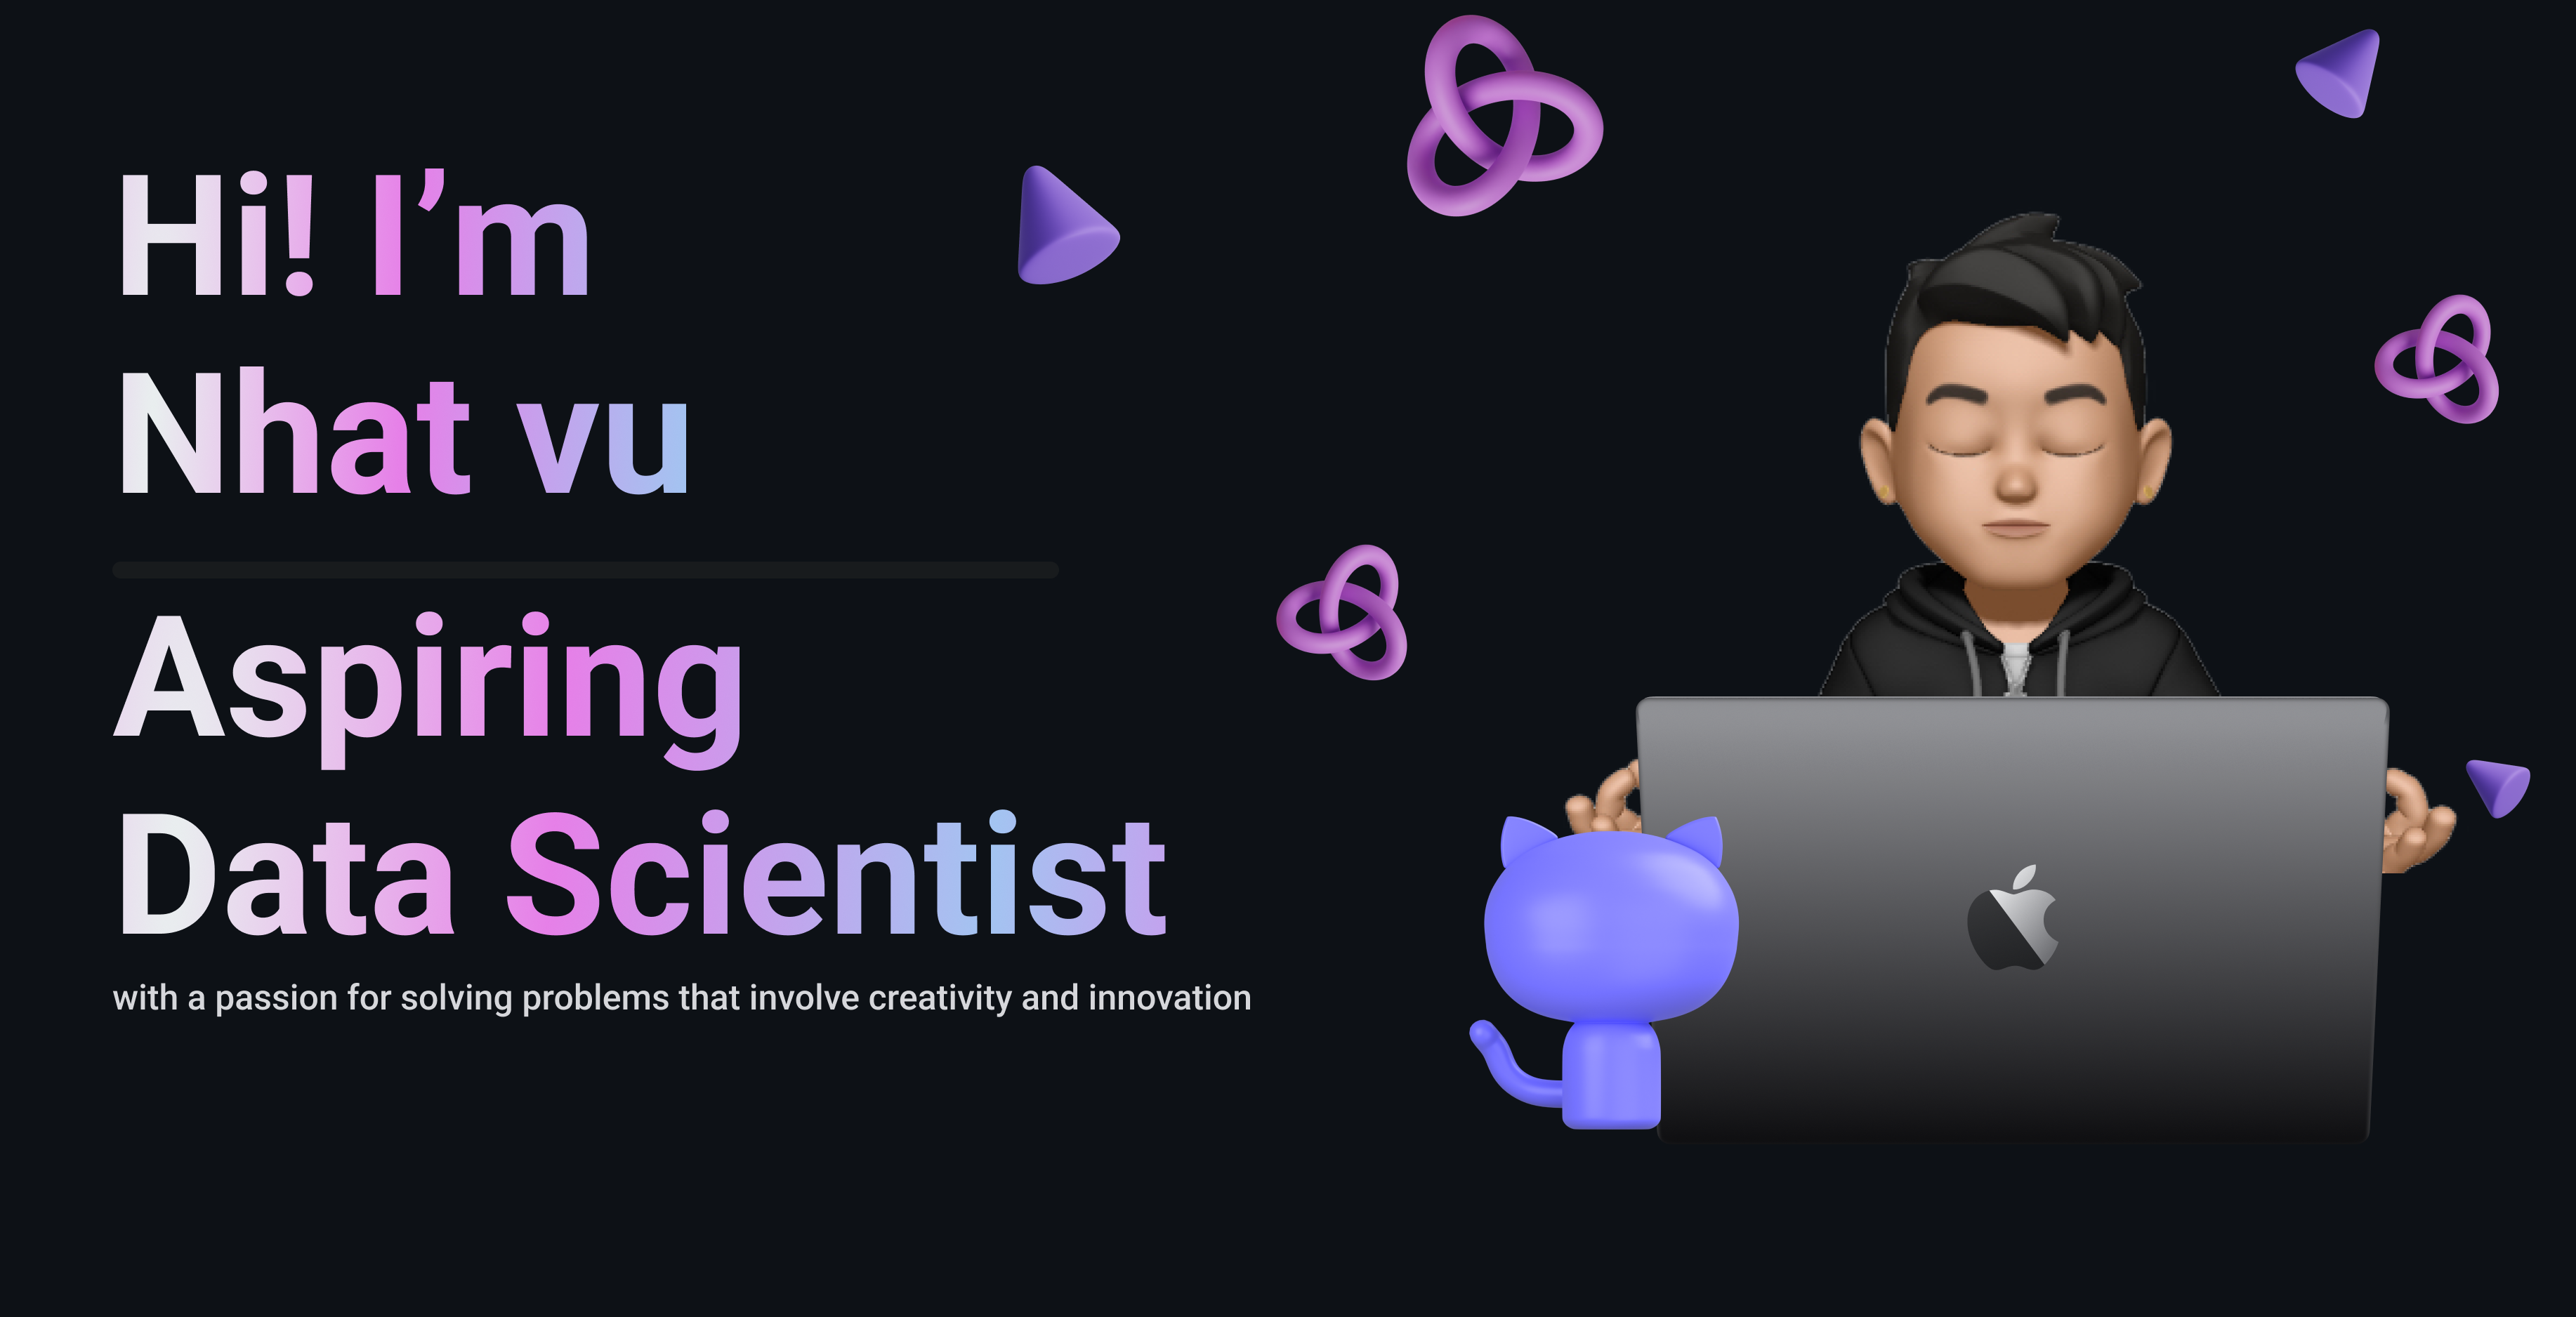 Hi! I’m
Nhat vu
Aspiring
Data Scientist
with a passion for solving problems that involve creativity and innovation